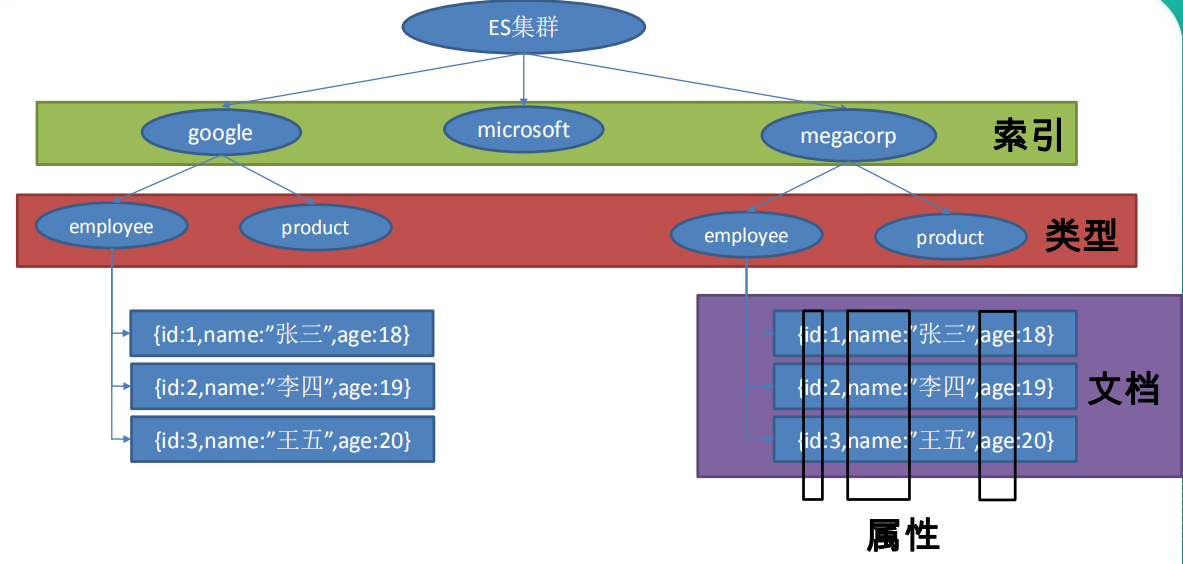 ES集群
google
microsoft
megacorp
索引
employee
product
employee
product
类型
{id:1,name:”张三”,age:18}
{id:2,name:”李四”,age:19}
{id:3,name:”王五”,age:20}
{id:1,name:”张三”,age:18}
{id:2,name:”李四”,age:19}
{id:3,name:”王五”,age:20}
文档
属性